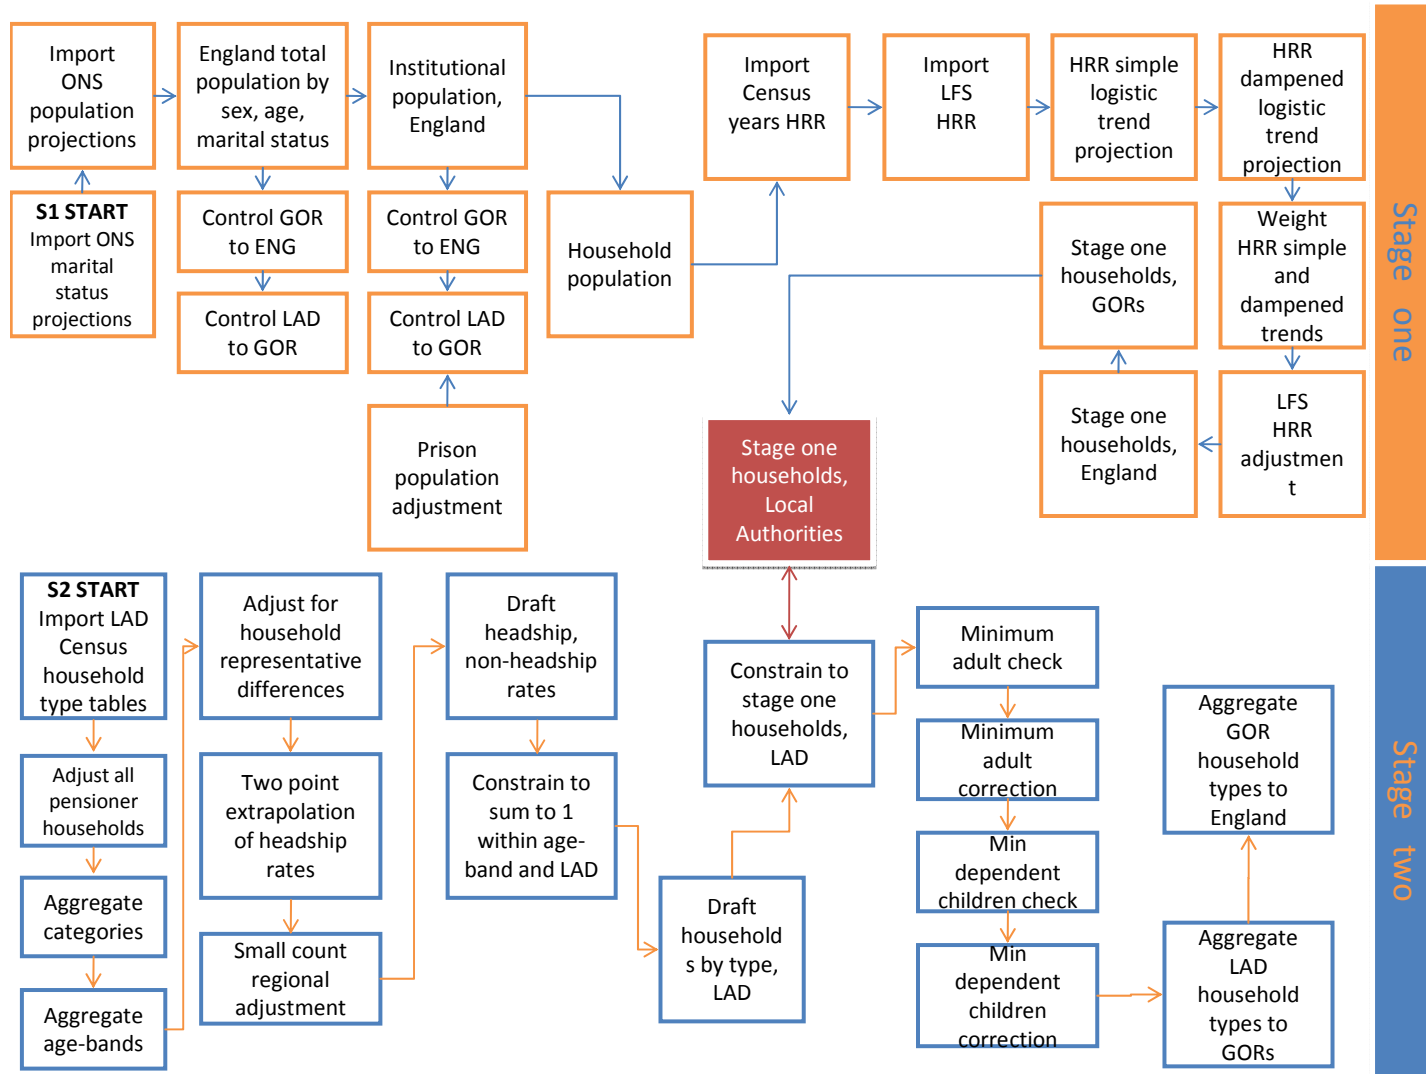 Import
ONS
population
projections
England total
population by
sex, age,
marital status
Institutional
population,
England
Import
Census
years HRR
Import
LFS
HRR
HRR simple
logistic
trend
projection
HRR
dampened
logistic
trend
projection
S1 START
Import ONS
marital
status
projections
Control GOR
to ENG
Control LAD
to GOR
Control GOR
to ENG
Control LAD
to GOR
Prison
population
adjustment
Household
population
Stage one
households,
GORs
Weight
HRR simple
and
dampened
trends
Stage one
households,
England
LFS
HRR
adjustmen
t
Stage one
households,
Local
Authorities
Stage one
S2 START
Import LAD
Census
household
type tables
Adjust all
pensioner
households
Aggregate
categories
Aggregate
age-bands
Adjust for
household
representative
differences
Two point
extrapolation
of headship
rates
Small count
regional
adjustment
Draft
headship,
non-headship
rates
Constrain to
sum to 1
within age-
band and LAD
Draft
household
s by type,
LAD
Constrain to
stage one
households,
LAD
Minimum
adult check
Minimum
adult
correction
Min
dependent
children check
Min
dependent
children
correction
Aggregate
GOR
household
types to
England
Aggregate
LAD
household
types to
GORs
Stage two